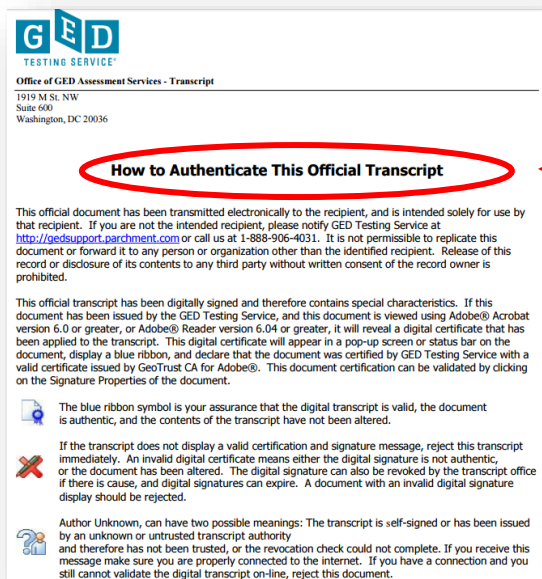 GED
TESTING SERVICE®
Office of GED Assessment Services - Transcript
1919 M St. NW
Suite 600
Washington, DC 20036
How to Authenticate This Official Transcript
This official document has been transmitted electronically to the recipient, and is intended solely for use by
that recipient.  If you are not the intended recipient, please notify GED Testing Service at
http://gedsupport.parchment.com or call us at 1-888-906-4031.  It is not permissible to replicate this
document or forward it to any person or organization other than the identified recipient.  Release of this
record or disclosure of its contents to any third party without written consent of the record owner is
prohibited.
This official transcript has been digitally signed and therefore contains special characteristics.  If this
document has been issued by the GED Testing Service, and this document is viewed using Adobe® Acrobat
version 6.0 or greater, or Adobe® Reader version 6.04 or greater, it will reveal a digital certificate that has
been applied to the transcript.  This digital certificate will appear in a pop-up screen or status bar on the
document, display a blue ribbon, and declare that the document was certified by GED Testing Service with a
valid certificate issued by GeoTrust CA for Adobe®.  This document certification can be validated by clicking
on the Signature Properties of the document.
The blue ribbon symbol is your assurance that the digital transcript is valid, the document
is authentic, and the contents of the transcript have not been altered.
If the transcript does not display a valid certification and signature message, reject this transcript
immediately.  An invalid digital certificate means either the digital signature is not authentic,
or the document has been altered.  The digital signature can also be revoked by the transcript office
if there is cause, and digital signatures can expire.  A document with an invalid digital signature
display should be rejected.
Author Unknown, can have two possible meanings: The transcript is self-signed or has been issued
by an unknown or untrusted transcript authority
and therefore has not been trusted, or the revocation check could not complete. If you receive this
message make sure you are properly connected to the internet.  If you have a connection and you
still cannot validate the digital transcript on-line, reject this document.